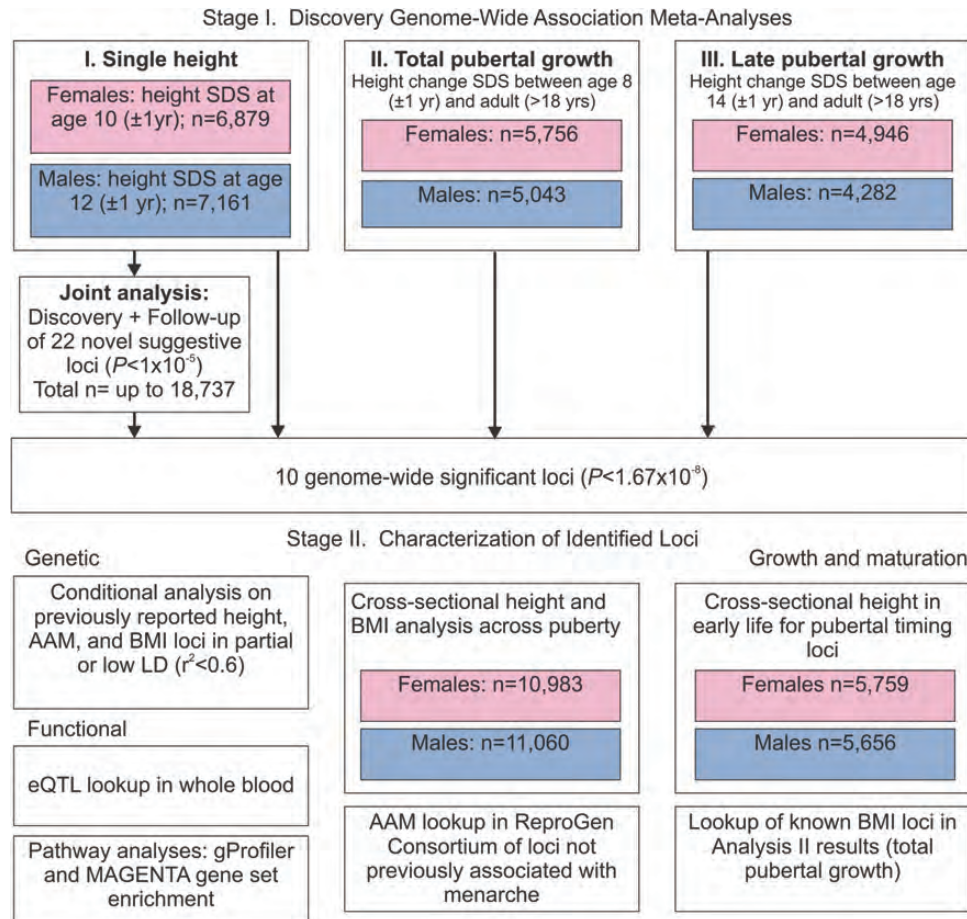 Stage I. Discovery Genome-Wide Association Meta-Analyses
I. Single height
Females: height SDS at
age 10 (±1yr); n=6,879
Males: height SDS at age
12 (±1 yr); n=7,161
II. Total pubertal growth
Height change SDS between age 8
(±1 yr) and adult (>18 yrs)
Females: n=5,756
Males: n=5,043
III. Late pubertal growth
Height change SDS between age
14 (±1 yr) and adult (>18 yrs)
Females: n=4,946
Males: n=4,282
Joint analysis:
Discovery + Follow-up
of 22 novel suggestive
loci (P<1x10⁻⁵)
Total n= up to 18,737
10 genome-wide significant loci (P<1.67x10⁻⁸)
Stage II. Characterization of Identified Loci
Genetic
Conditional analysis on
previously reported height,
AAM, and BMI loci in partial
or low LD (r²<0.6)
Functional
eQTL lookup in whole blood
Pathway analyses: gProfiler
and MAGENTA gene set
enrichment
Growth and maturation
Cross-sectional height and
BMI analysis across puberty
Females: n=10,983
Males: n=11,060
AAM lookup in ReproGen
Consortium of loci not
previously associated with
menarche
Cross-sectional height in
early life for pubertal timing
loci
Females n=5,759
Males n=5,656
Lookup of known BMI loci in
Analysis II results (total
pubertal growth)